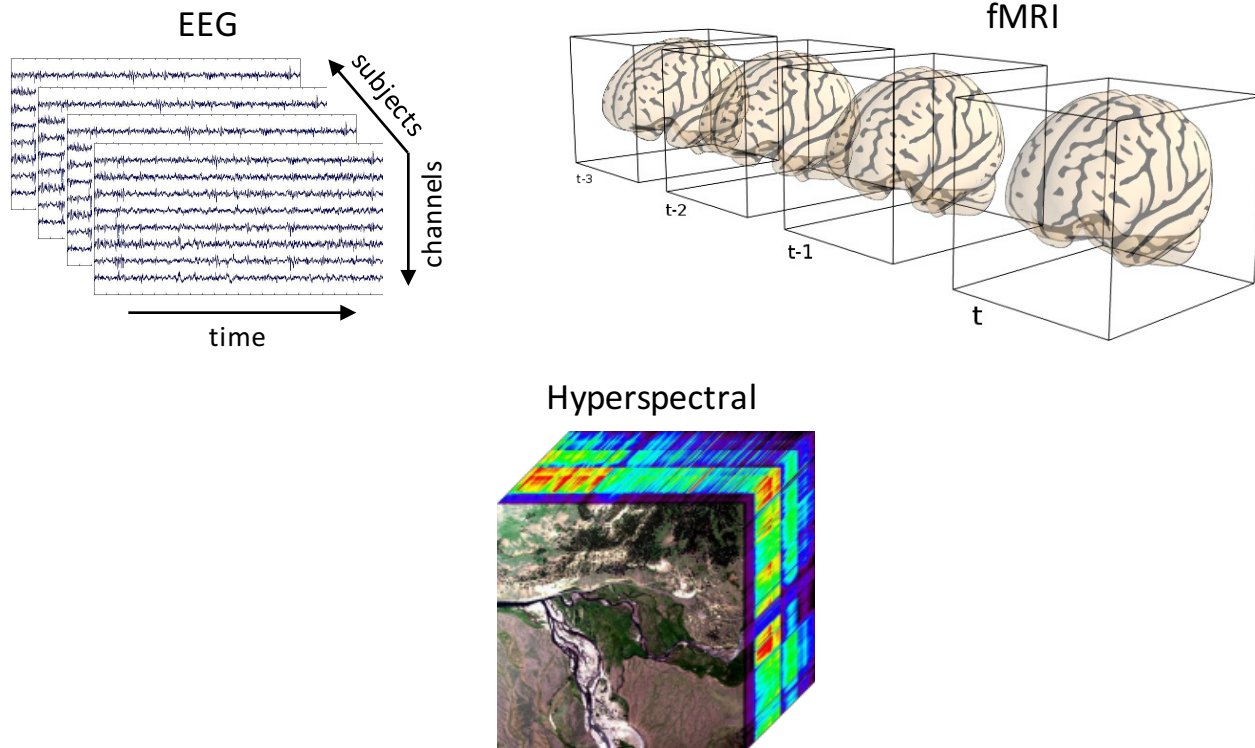 EEG
subjects
channels
time
fMRI
t-3
t-2
t-1
t
Hyperspectral